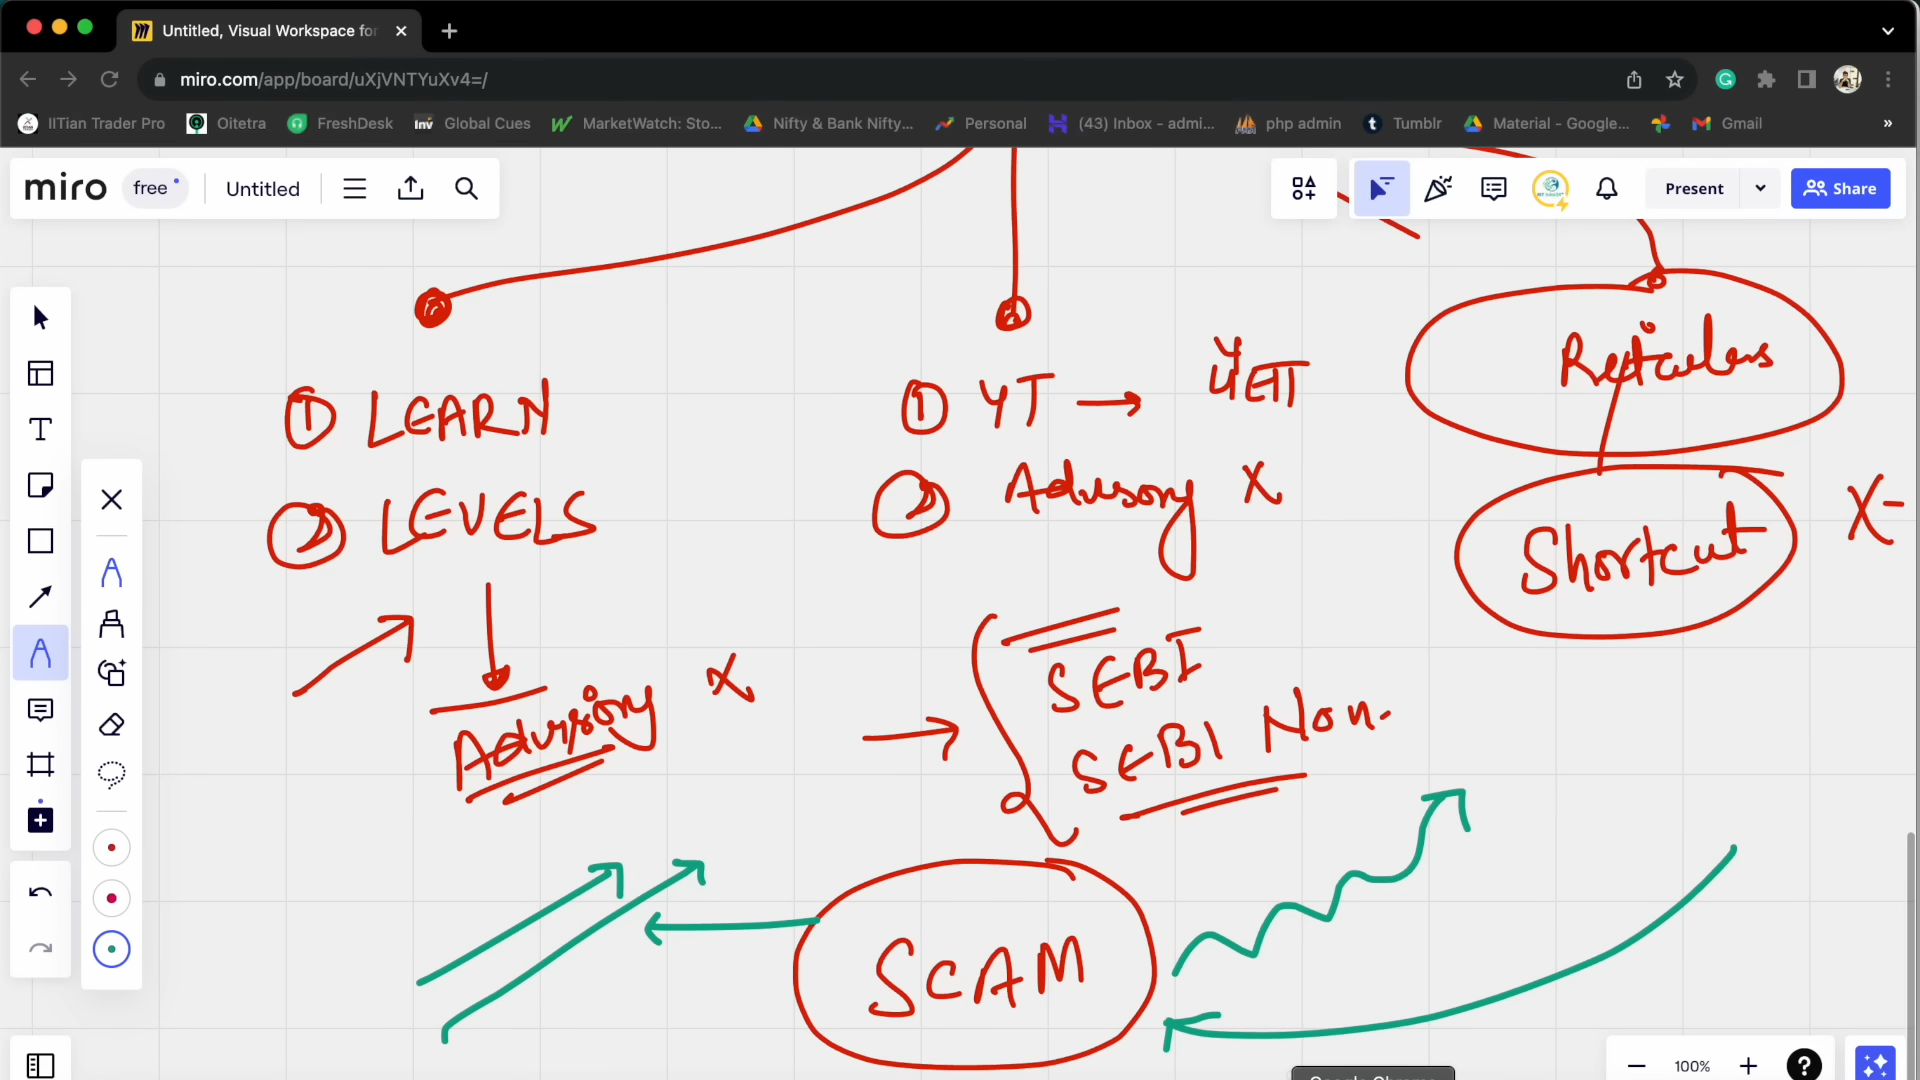 Untitled, Visual Workspace for
miro.com/app/board/uXjVNTYuXv4=/
IITian Trader Pro
Oitetra
FreshDesk
Inv Global Cues
MarketWatch: Sto...
Nifty & Bank Nifty...
Personal
(43) Inbox - admi...
php admin
Tumblr
Material - Google...
Gmail
»
miro
free
Untitled
Present
Share
① LEARN
② LEVELS
Advisory X
① YT →
② Advisory X
SEBI
SEBI Non.
Retailers
Shortcut
X-
SCAM
100%